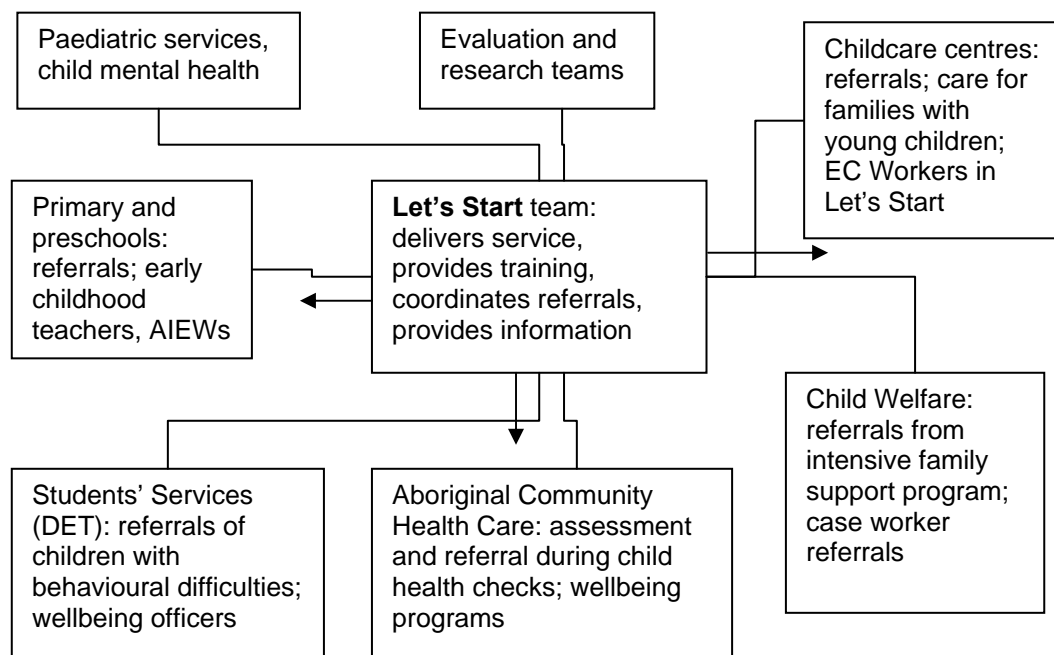 Paediatric services,
child mental health
Evaluation and
research teams
Childcare centres:
referrals; care for
families with
young children;
EC Workers in
Let’s Start
Primary and
preschools:
referrals; early
childhood
teachers, AIEWs
Let’s Start team:
delivers service,
provides training,
coordinates referrals,
provides information
Child Welfare:
referrals from
intensive family
support program;
case worker
referrals
Students’ Services
(DET): referrals of
children with
behavioural difficulties;
wellbeing officers
Aboriginal Community
Health Care: assessment
and referral during child
health checks; wellbeing
programs